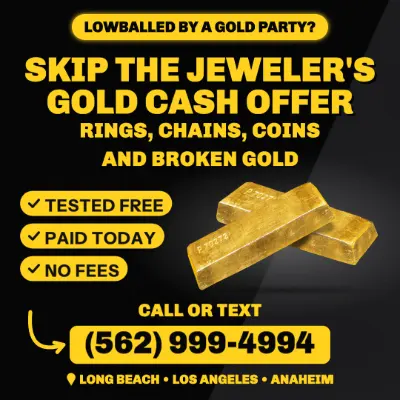 LOWBALLED BY A GOLD PARTY?
SKIP THE JEWELER'S
GOLD CASH OFFER
RINGS, CHAINS, COINS
AND BROKEN GOLD
TESTED FREE
PAID TODAY
NO FEES
CALL OR TEXT
(562) 999-4994
LONG BEACH • LOS ANGELES • ANAHEIM